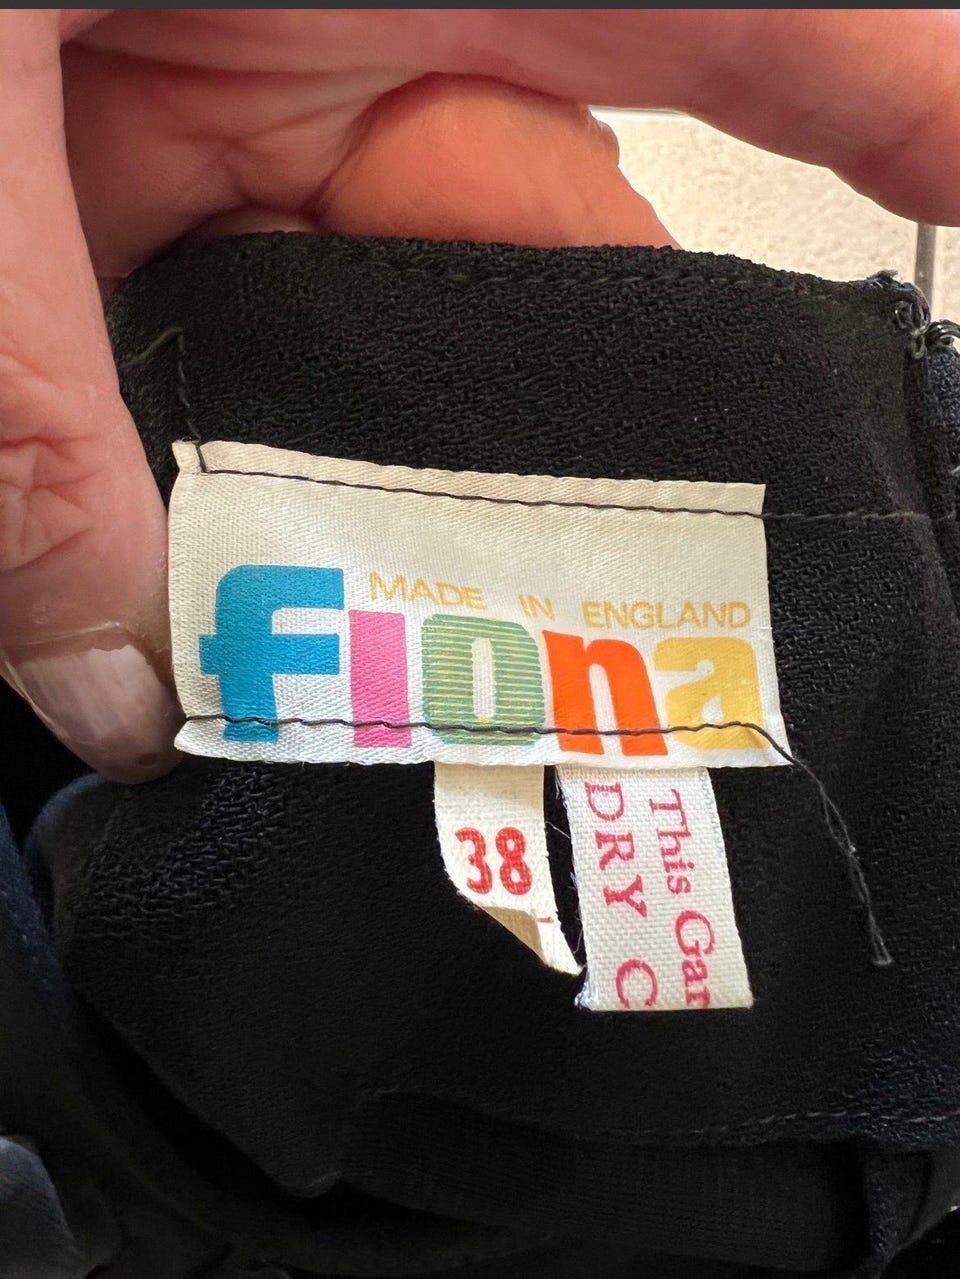 MADE IN ENGLAND
fiona
38
This Gar
DRY C